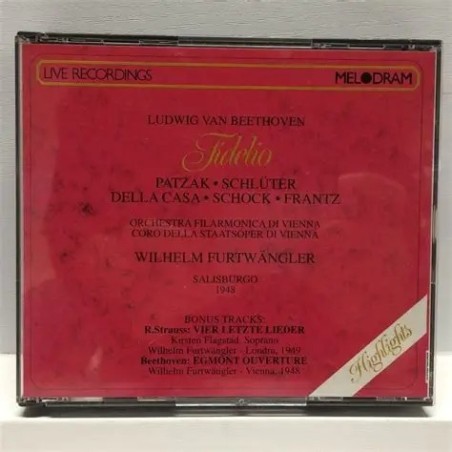 LIVE RECORDINGS
MELODRAM
LUDWIG VAN BEETHOVEN
Fidelio
PATZAK • SCHLÜTER
DELLA CASA • SCHOCK • FRANTZ
ORCHESTRA FILARMONICA DI VIENNA
CORO DELLA STAATSOPER DI VIENNA
WILHELM FURTWÄNGLER
SALISBURGO
1948
BONUS TRACKS:
R.Strauss: VIER LETZTE LIEDER
Kirsten Flagstad, Soprano
Wilhelm Furtwängler - Londra, 1949
Beethoven: EGMONT OUVERTURE
Wilhelm Furtwängler - Vienna, 1948
Highlights